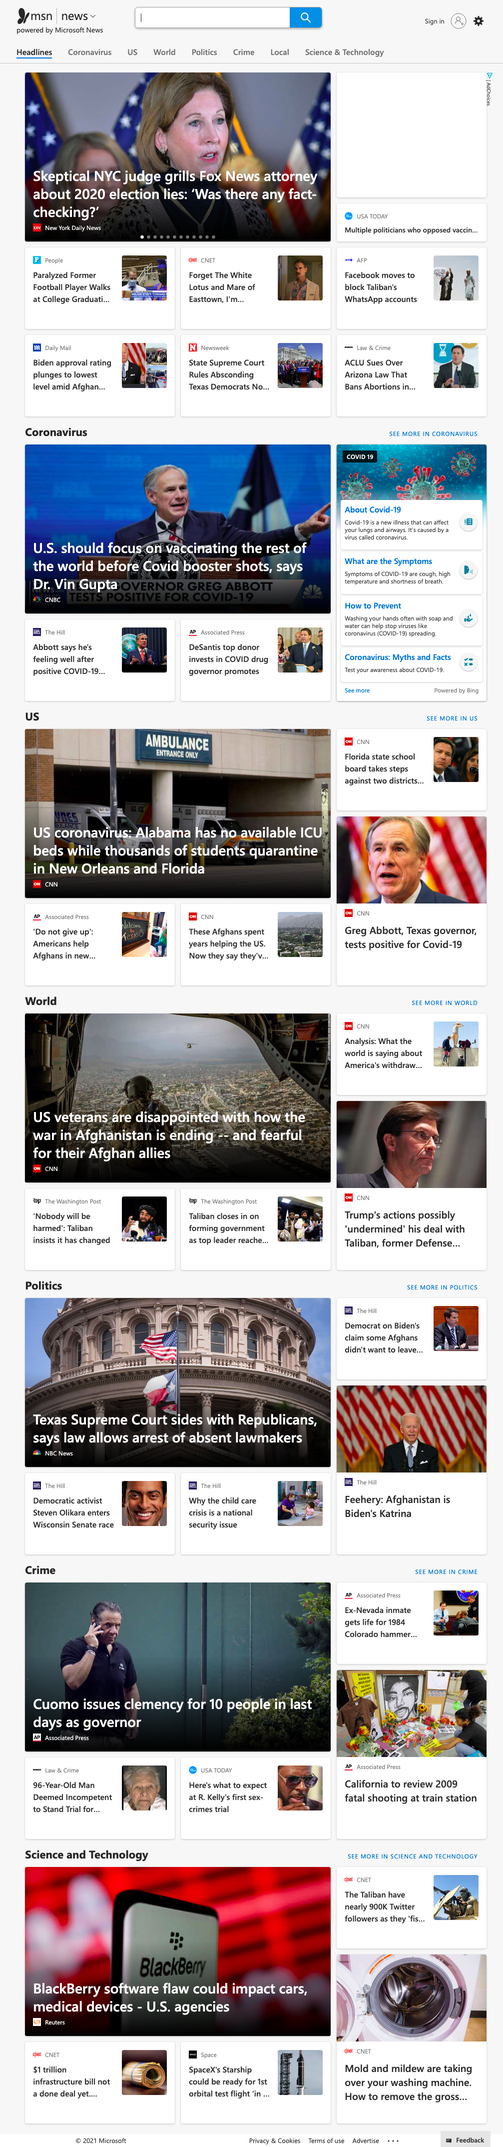 msn | news
powered by Microsoft News
Sign in
Headlines Coronavirus US World Politics Crime Local Science & Technology
Skeptical NYC judge grills Fox News attorney
about 2020 election lies: ‘Was there any fact-
checking?’
New York Daily News
AdChoices
USA TODAY
Multiple politicians who opposed vaccin...
People
Paralyzed Former
Football Player Walks
at College Graduati...
CNET
Forget The White
Lotus and Mare of
Easttown, I'm...
AFP
Facebook moves to
block Taliban's
WhatsApp accounts
Daily Mail
Biden approval rating
plunges to lowest
level amid Afghan...
Newsweek
State Supreme Court
Rules Absconding
Texas Democrats No...
Law & Crime
ACLU Sues Over
Arizona Law That
Bans Abortions in...
Coronavirus
SEE MORE IN CORONAVIRUS
U.S. should focus on vaccinating the rest of
the world before Covid booster shots, says
Dr. Vin Gupta
GOVERNOR GREG ABBOTT
TESTS POSITIVE FOR COVID-19
CNBC
COVID 19
About Covid-19
Covid-19 is a new illness that can affect
your lungs and airways. It's caused by a
virus called coronavirus.
What are the Symptoms
Symptoms of COVID-19 are cough, high
temperature and shortness of breath.
How to Prevent
Washing your hands often with soap and
water can help stop viruses like
coronavirus (COVID-19) spreading.
Coronavirus: Myths and Facts
Test your awareness about COVID-19.
See more
Powered by Bing
The Hill
Abbott says he's
feeling well after
positive COVID-19...
Associated Press
DeSantis top donor
invests in COVID drug
governor promotes
US
SEE MORE IN US
AMBULANCE
ENTRANCE ONLY
US coronavirus: Alabama has no available ICU
beds while thousands of students quarantine
in New Orleans and Florida
CNN
CNN
Florida state school
board takes steps
against two districts...
CNN
Greg Abbott, Texas governor,
tests positive for Covid-19
Associated Press
'Do not give up':
Americans help
Afghans in new...
CNN
These Afghans spent
years helping the US.
Now they say they'v...
World
SEE MORE IN WORLD
US veterans are disappointed with how the
war in Afghanistan is ending -- and fearful
for their Afghan allies
CNN
CNN
Analysis: What the
world is saying about
America's withdraw...
CNN
Trump's actions possibly
'undermined' his deal with
Taliban, former Defense...
The Washington Post
'Nobody will be
harmed': Taliban
insists it has changed
The Washington Post
Taliban closes in on
forming government
as top leader reache...
Politics
SEE MORE IN POLITICS
Texas Supreme Court sides with Republicans,
says law allows arrest of absent lawmakers
NBC News
The Hill
Democrat on Biden's
claim some Afghans
didn't want to leave...
The Hill
Feehery: Afghanistan is
Biden's Katrina
The Hill
Democratic activist
Steven Olikara enters
Wisconsin Senate race
The Hill
Why the child care
crisis is a national
security issue
Crime
SEE MORE IN CRIME
Cuomo issues clemency for 10 people in last
days as governor
Associated Press
Associated Press
Ex-Nevada inmate
gets life for 1984
Colorado hammer...
Associated Press
California to review 2009
fatal shooting at train station
Law & Crime
96-Year-Old Man
Deemed Incompetent
to Stand Trial for...
USA TODAY
Here's what to expect
at R. Kelly's first sex-
crimes trial
Science and Technology
SEE MORE IN SCIENCE AND TECHNOLOGY
BlackBerry
BlackBerry software flaw could impact cars,
medical devices - U.S. agencies
Reuters
CNET
The Taliban have
nearly 900K Twitter
followers as they 'fis...
CNET
Mold and mildew are taking
over your washing machine.
How to remove the gross...
CNET
$1 trillion
infrastructure bill not
a done deal yet....
Space
SpaceX's Starship
could be ready for 1st
orbital test flight 'in ...
© 2021 Microsoft
Privacy & Cookies Terms of use Advertise
Feedback